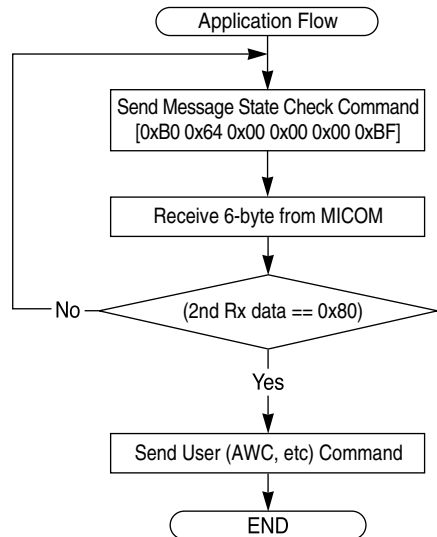 Application Flow
Send Message State Check Command
[0xB0 0x64 0x00 0x00 0x00 0xBF]
Receive 6-byte from MICOM
No
(2nd Rx data == 0x80)
Yes
Send User (AWC, etc) Command
END